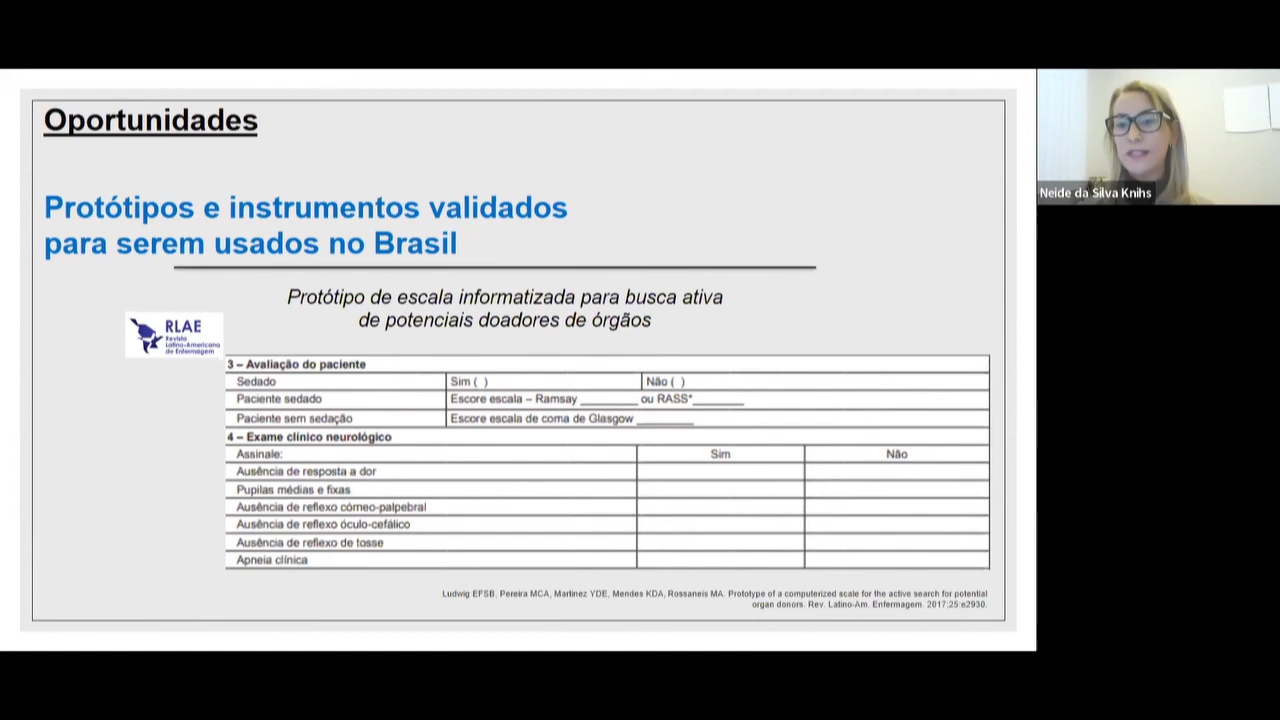 Oportunidades
Protótipos e instrumentos validados
para serem usados no Brasil
Protótipo de escala informatizada para busca ativa
de potenciais doadores de órgãos
RLAE
Revista
Latino-Americana
de Enfermagem
3 – Avaliação do paciente
Sedado Sim ( ) Não ( )
Paciente sedado Escore escala – Ramsay _________ ou RASS*________
Paciente sem sedação Escore escala de coma de Glasgow _________
4 – Exame clínico neurológico
Assinale: Sim Não
Ausência de resposta a dor
Pupilas médias e fixas
Ausência de reflexo córneo-palpebral
Ausência de reflexo óculo-cefálico
Ausência de reflexo de tosse
Apneia clínica
Ludwig EFSB, Pereira MCA, Martinez YDE, Mendes KDA, Rossaneis MA. Prototype of a computerized scale for the active search for potential
organ donors. Rev. Latino-Am. Enfermagem. 2017;25:e2930.
Neide da Silva Knihs